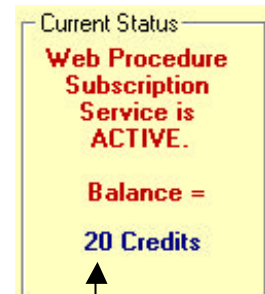 Current Status
Web Procedure
Subscription
Service is
ACTIVE.
Balance =
20 Credits